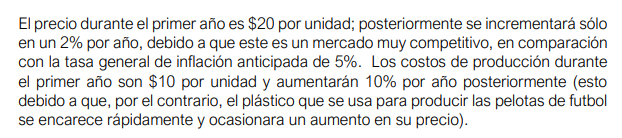 El precio durante el primer año es $20 por unidad; posteriormente se incrementará sólo
en un 2% por año, debido a que este es un mercado muy competitivo, en comparación
con la tasa general de inflación anticipada de 5%. Los costos de producción durante
el primer año son $10 por unidad y aumentarán 10% por año posteriormente (esto
debido a que, por el contrario, el plástico que se usa para producir las pelotas de futbol
se encarece rápidamente y ocasionara un aumento en su precio).